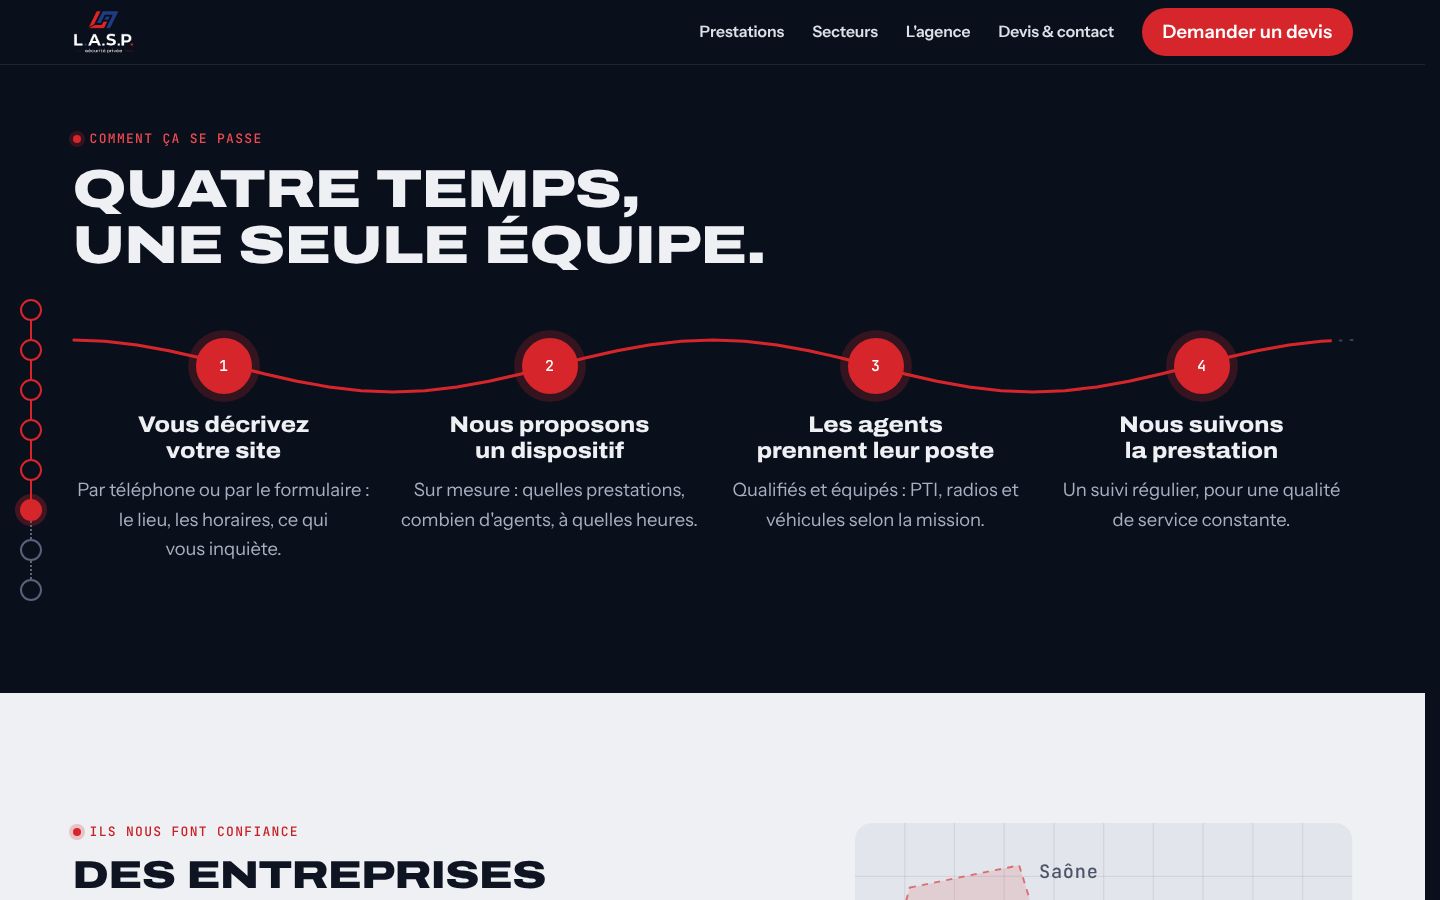 L.A.S.P.
sécurité privée
Prestations
Secteurs
L'agence
Devis & contact
Demander un devis
COMMENT ÇA SE PASSE
QUATRE TEMPS,
UNE SEULE ÉQUIPE.
1
Vous décrivez
votre site
Par téléphone ou par le formulaire :
le lieu, les horaires, ce qui
vous inquiète.
2
Nous proposons
un dispositif
Sur mesure : quelles prestations,
combien d'agents, à quelles heures.
3
Les agents
prennent leur poste
Qualifiés et équipés : PTI, radios et
véhicules selon la mission.
4
Nous suivons
la prestation
Un suivi régulier, pour une qualité
de service constante.
ILS NOUS FONT CONFIANCE
DES ENTREPRISES
Saône